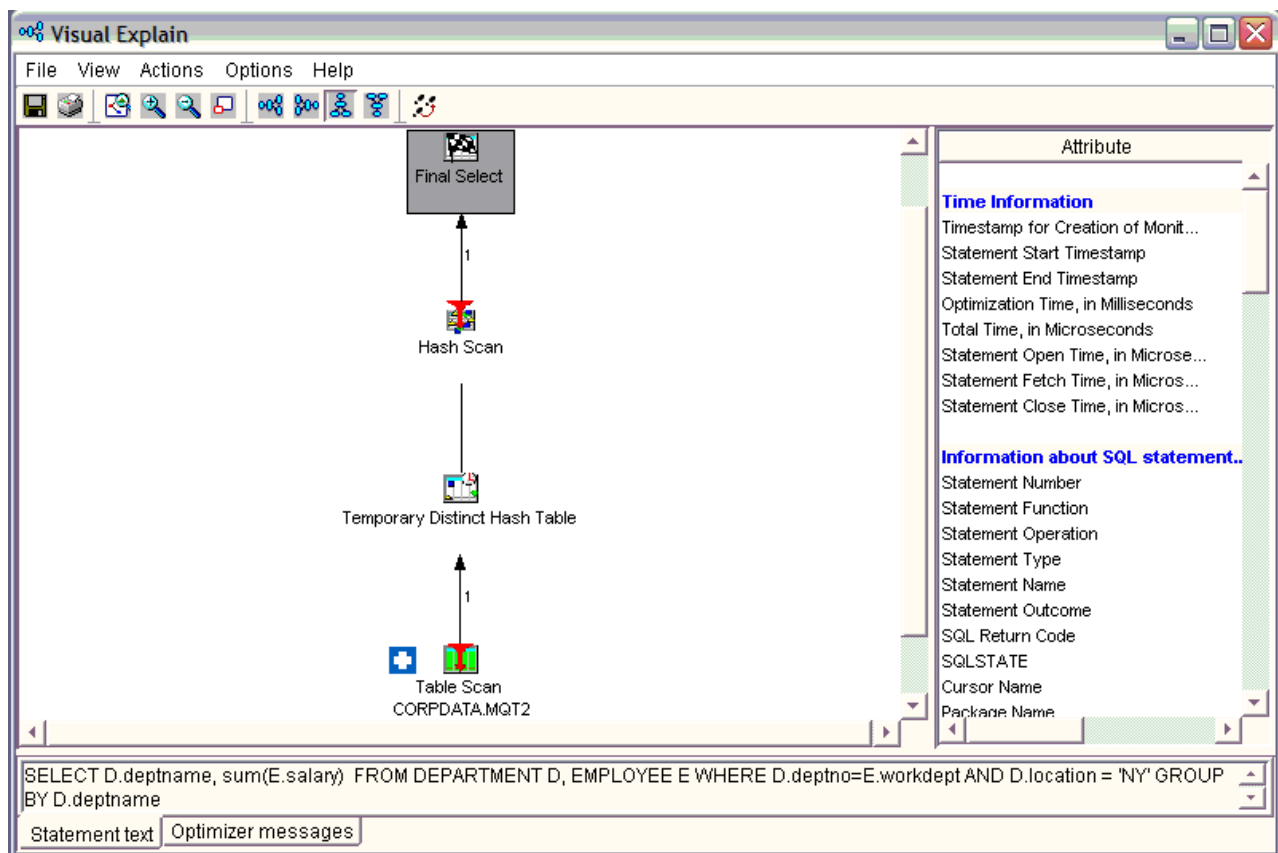 Visual Explain
File View Actions Options Help
Final Select
1
Hash Scan
Temporary Distinct Hash Table
1
Table Scan
CORPDATA.MQT2
Attribute
Time Information
Timestamp for Creation of Monit...
Statement Start Timestamp
Statement End Timestamp
Optimization Time, in Milliseconds
Total Time, in Microseconds
Statement Open Time, in Microse...
Statement Fetch Time, in Micros...
Statement Close Time, in Micros...
Information about SQL statement..
Statement Number
Statement Function
Statement Operation
Statement Type
Statement Name
Statement Outcome
SQL Return Code
SQLSTATE
Cursor Name
Package Name
SELECT D.deptname, sum(E.salary) FROM DEPARTMENT D, EMPLOYEE E WHERE D.deptno=E.workdept AND D.location = 'NY' GROUP
BY D.deptname
Statement text Optimizer messages